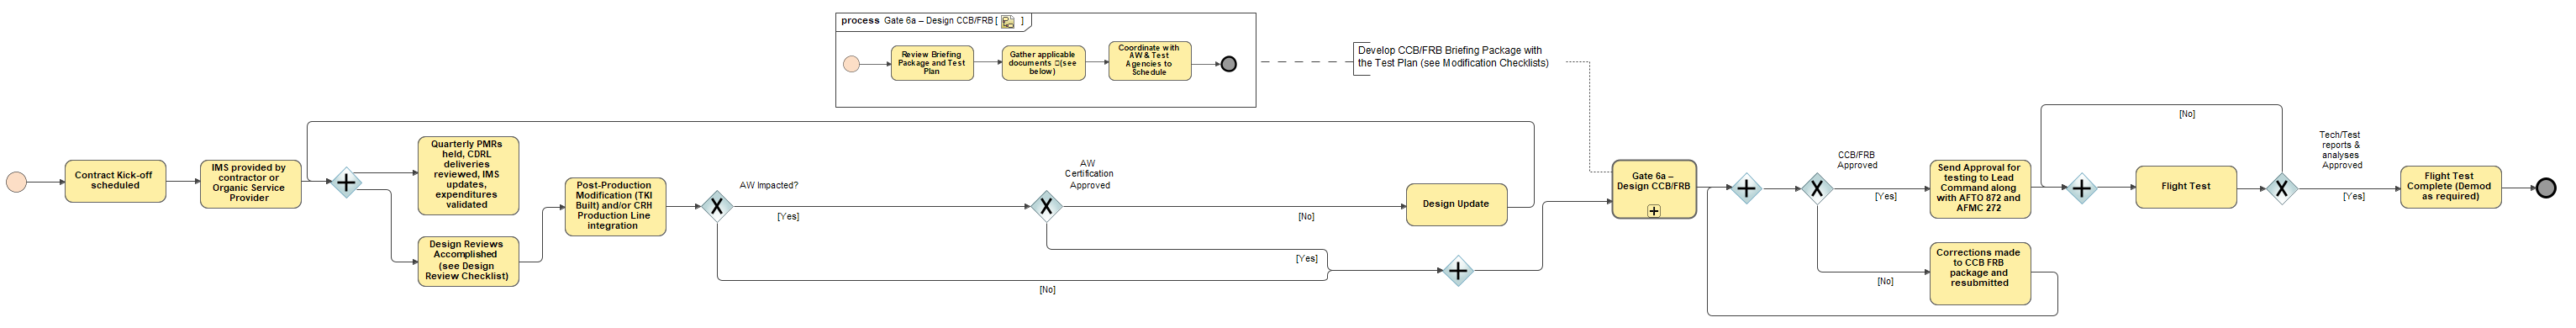 process Gate 6a – Design CCB/FRB [ ]
Review Briefing
Package and Test
Plan
Gather applicable
documents (see
below)
Coordinate with
AW & Test
Agencies to
Schedule
Develop CCB/FRB Briefing Package with
the Test Plan (see Modification Checklists)
Contract Kick-off
scheduled
IMS provided by
contractor or
Organic Service
Provider
Quarterly PMRs
held, CDRL
deliveries
reviewed, IMS
updates,
expenditures
validated
Design Reviews
Accomplished
(see Design
Review Checklist)
Post-Production
Modification (TKI
Built) and/or CRH
Production Line
integration
AW Impacted?
[Yes]
[No]
AW
Certification
Approved
[No]
[Yes]
Design Update
Gate 6a –
Design CCB/FRB
CCB/FRB
Approved
[Yes]
[No]
Send Approval for
testing to Lead
Command along
with AFTO 872 and
AFMC 272
Corrections made
to CCB FRB
package and
resubmitted
Flight Test
[No]
Tech/Test
reports &
analyses
Approved
[Yes]
Flight Test
Complete (Demod
as required)